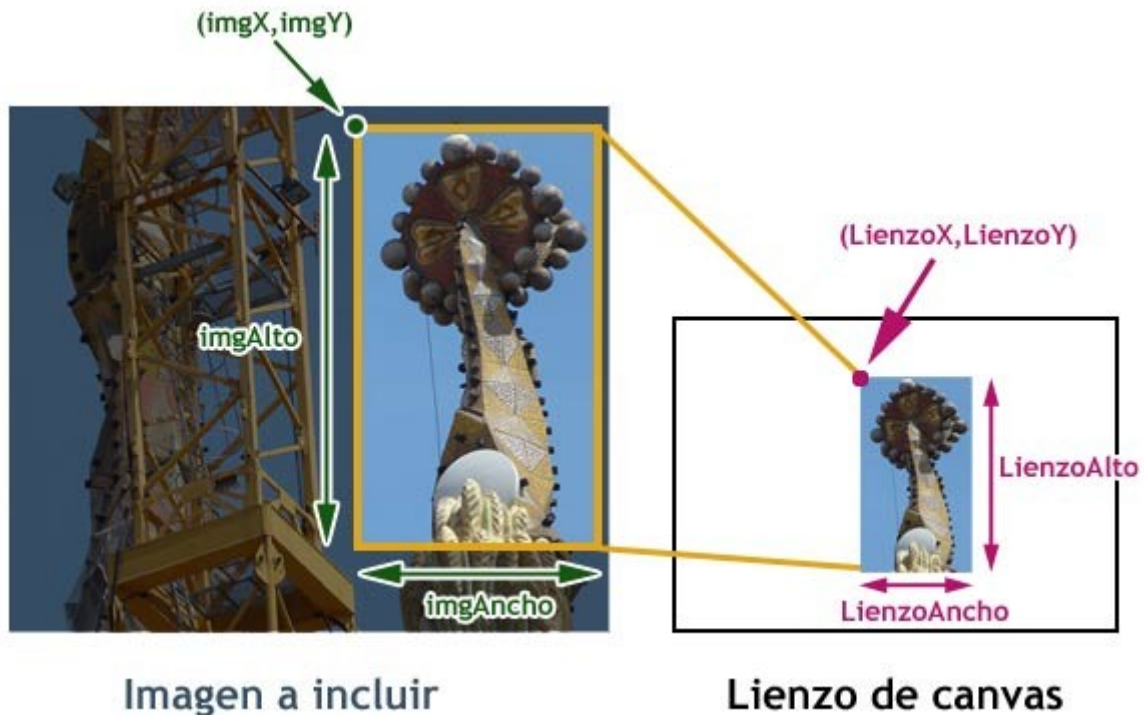 (imgX,imgY)
imgAlto
imgAncho
Imagen a incluir
(LienzoX,LienzoY)
LienzoAlto
LienzoAncho
Lienzo de canvas